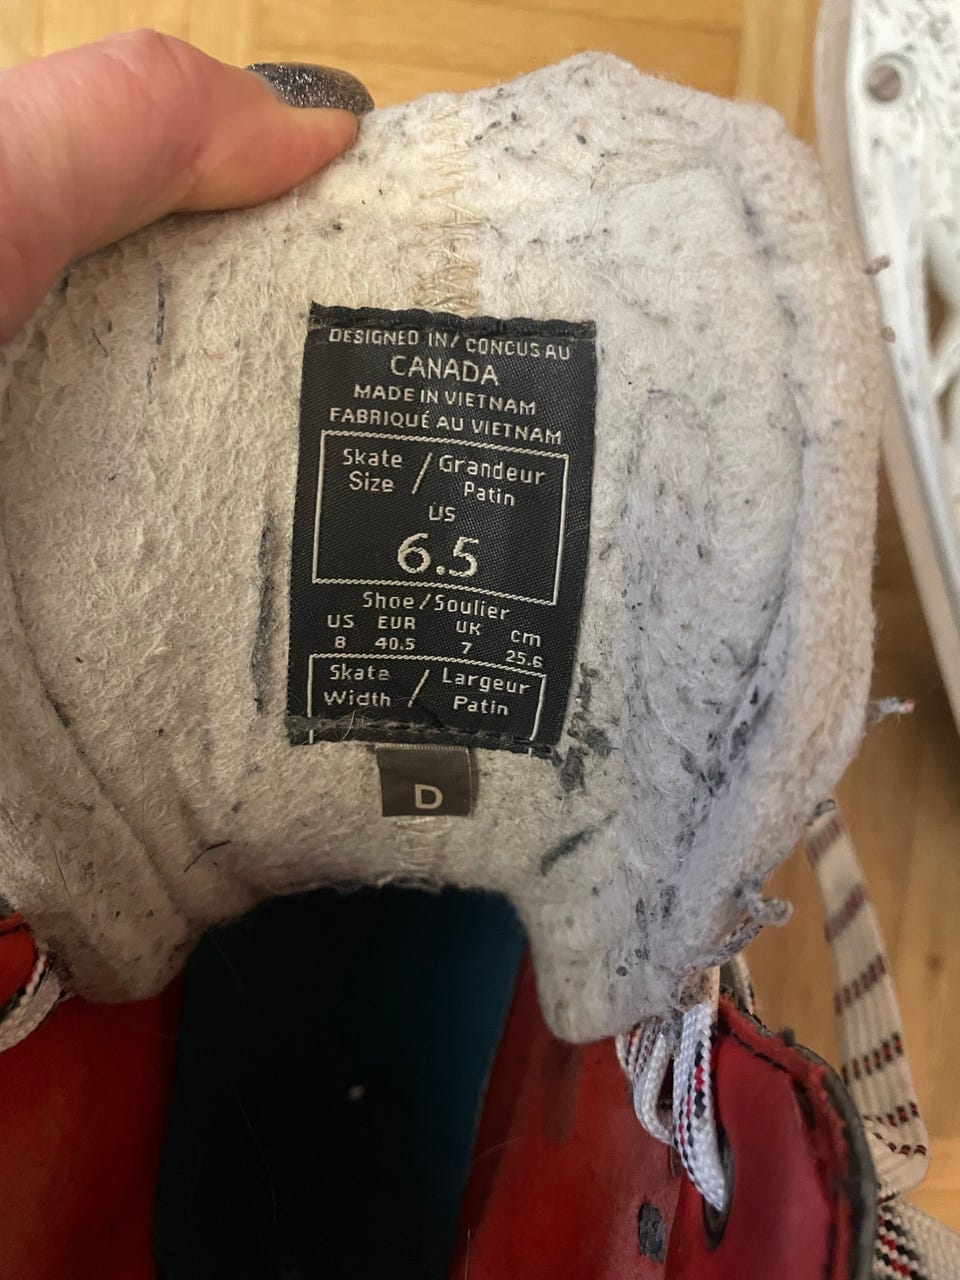 DESIGNED IN/ CONCUS AU
CANADA
MADE IN VIETNAM
FABRIQUÉ AU VIETNAM
Skate / Grandeur
Size Patin
US
6.5
Shoe / Soulier
US EUR UK cm
8 40.5 7 25.6
Skate / Largeur
Width Patin
D